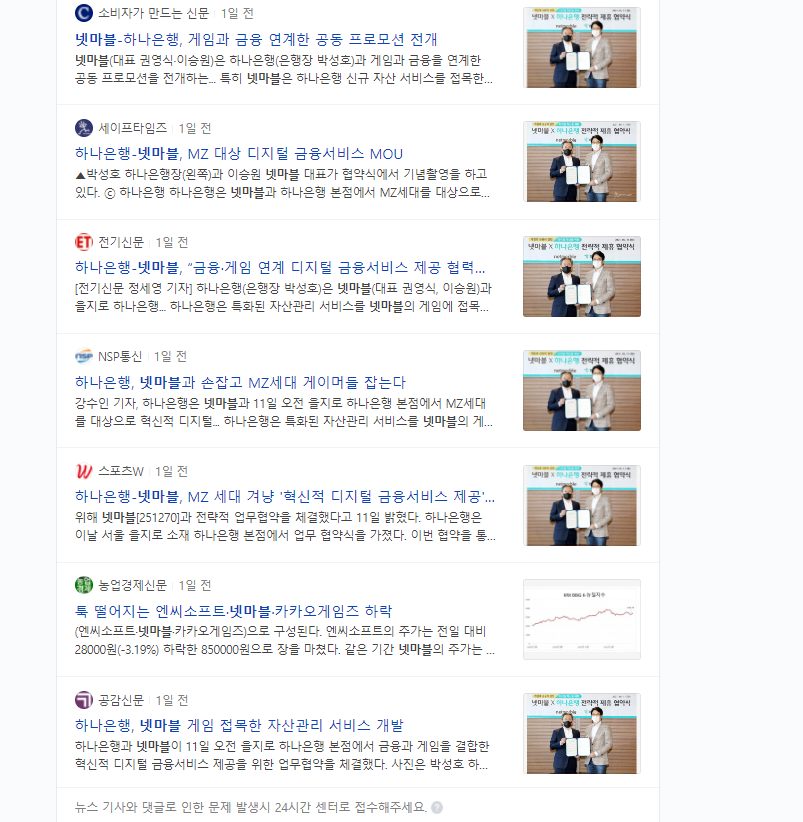 소비자가 만드는 신문 1일 전
넷마블-하나은행, 게임과 금융 연계한 공동 프로모션 전개
넷마블(대표 권영식·이승원)은 하나은행(은행장 박성호)과 게임과 금융을 연계한
공동 프로모션을 전개하는... 특히 넷마블은 하나은행 신규 자산 서비스를 접목한...
넷마블 X 하나은행 전략적 제휴 협약식
세이프타임즈 1일 전
하나은행-넷마블, MZ 대상 디지털 금융서비스 MOU
▲박성호 하나은행장(왼쪽)과 이승원 넷마블 대표가 협약식에서 기념촬영을 하고
있다. ⓒ 하나은행 하나은행은 넷마블과 하나은행 본점에서 MZ세대를 대상으로...
넷마블 X 하나은행 전략적 제휴 협약식
netmarble
ET 전기신문 1일 전
하나은행-넷마블, “금융·게임 연계 디지털 금융서비스 제공 협력...
[전기신문 정세영 기자] 하나은행(은행장 박성호)은 넷마블(대표 권영식, 이승원)과
을지로 하나은행... 하나은행은 특화된 자산관리 서비스를 넷마블의 게임에 접목...
넷마블 X 하나은행 전략적 제휴 협약식
netmarble
NSP NSP통신 1일 전
하나은행, 넷마블과 손잡고 MZ세대 게이머들 잡는다
강수인 기자, 하나은행은 넷마블과 11일 오전 을지로 하나은행 본점에서 MZ세대
를 대상으로 혁신적 디지털... 하나은행은 특화된 자산관리 서비스를 넷마블의 게...
넷마블 X 하나은행 전략적 제휴 협약식
netmarble
W 스포츠W 1일 전
하나은행-넷마블, MZ 세대 겨냥 '혁신적 디지털 금융서비스 제공'...
위해 넷마블[251270]과 전략적 업무협약을 체결했다고 11일 밝혔다. 하나은행은
이날 서울 을지로 소재 하나은행 본점에서 업무 협약식을 가졌다. 이번 협약을 통...
넷마블 X 하나은행 전략적 제휴 협약식
netmarble
농업경제신문 1일 전
툭 떨어지는 엔씨소프트·넷마블·카카오게임즈 하락
(엔씨소프트·넷마블·카카오게임즈)으로 구성된다. 엔씨소프트의 주가는 전일 대비
28000원(-3.19%) 하락한 850000원으로 장을 마쳤다. 같은 기간 넷마블의 주가는 ...
공감신문 1일 전
하나은행, 넷마블 게임 접목한 자산관리 서비스 개발
하나은행과 넷마블이 11일 오전 을지로 하나은행 본점에서 금융과 게임을 결합한
혁신적 디지털 금융서비스 제공을 위한 업무협약을 체결했다. 사진은 박성호 하...
넷마블 X 하나은행 전략적 제휴 협약식
netmarble
뉴스 기사와 댓글로 인한 문제 발생시 24시간 센터로 접수해주세요. ?